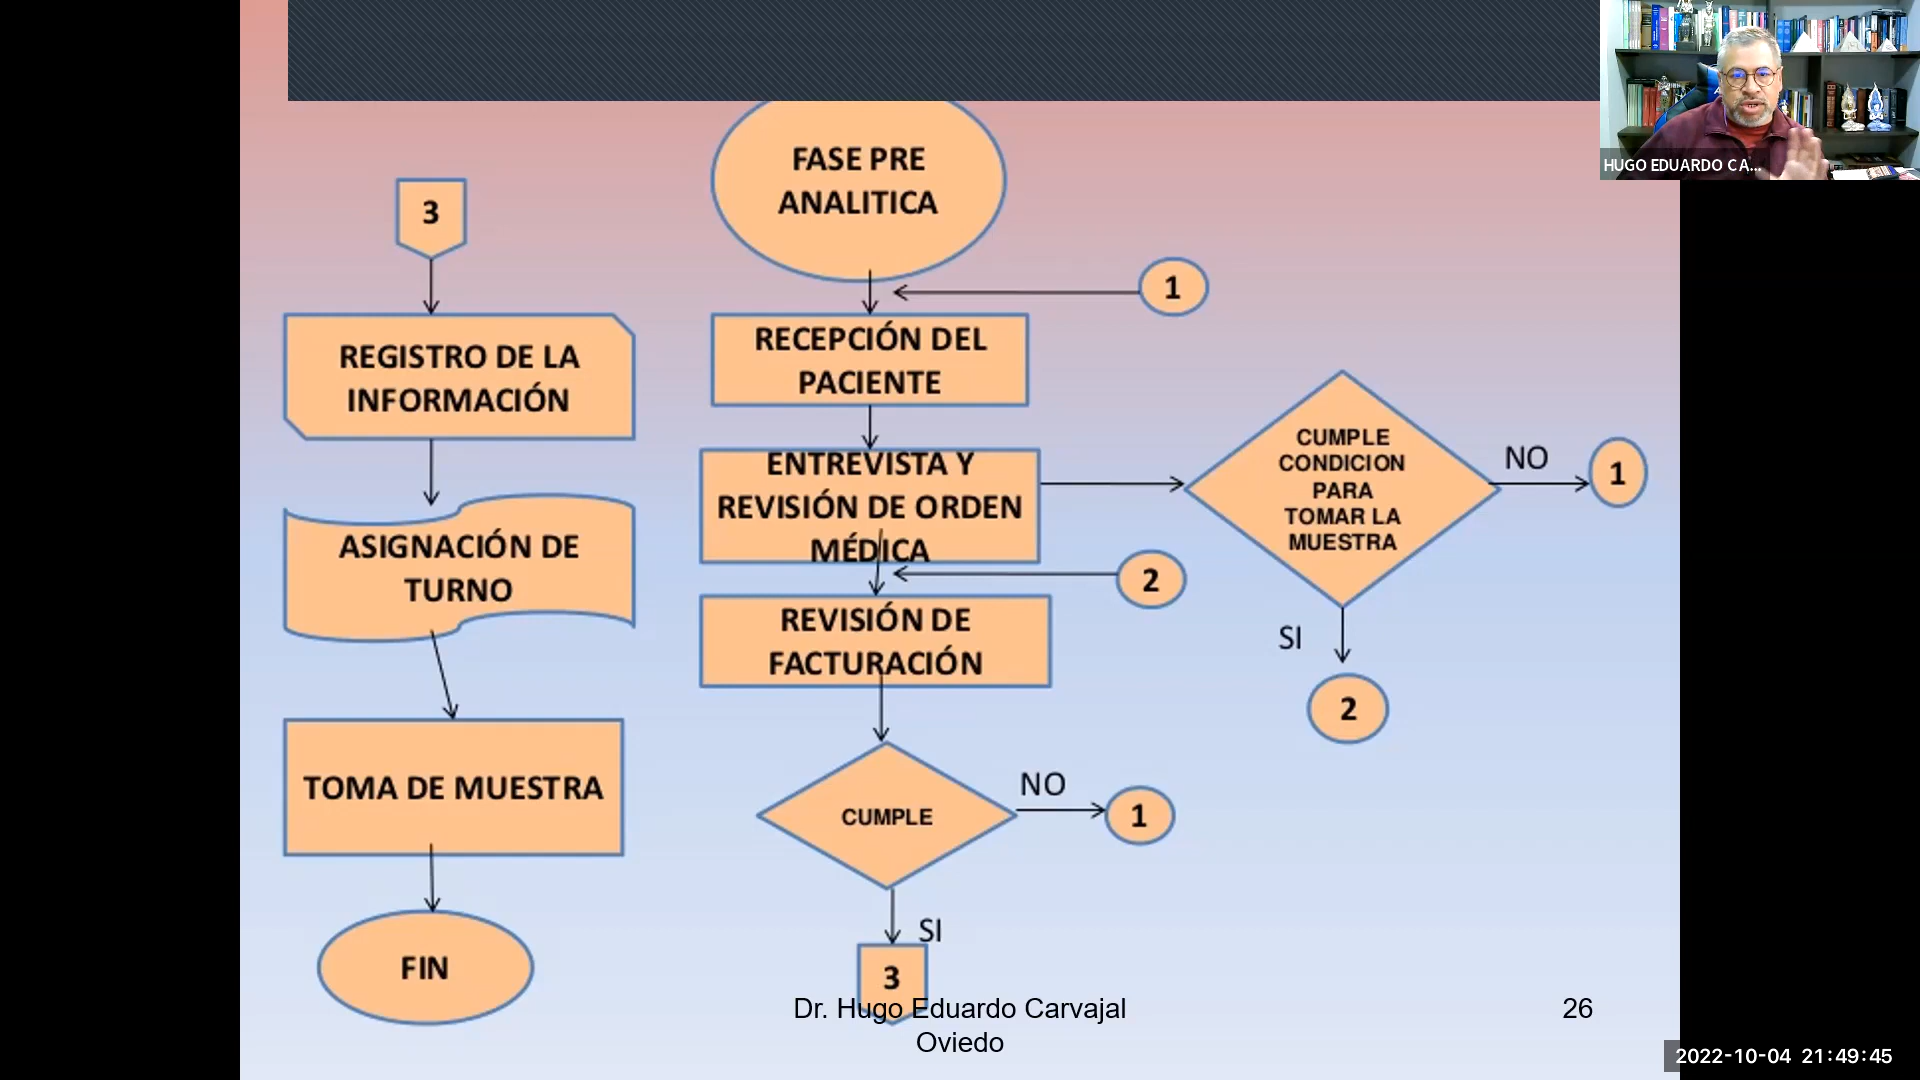 HUGO EDUARDO CA...
FASE PRE
ANALITICA
3
1
REGISTRO DE LA
INFORMACIÓN
RECEPCIÓN DEL
PACIENTE
ENTREVISTA Y
REVISIÓN DE ORDEN
MÉDICA
CUMPLE
CONDICION
PARA
TOMAR LA
MUESTRA
NO
1
ASIGNACIÓN DE
TURNO
2
REVISIÓN DE
FACTURACIÓN
SI
2
TOMA DE MUESTRA
CUMPLE
NO
1
SI
3
FIN
Dr. Hugo Eduardo Carvajal
Oviedo
26
2022-10-04 21:49:45